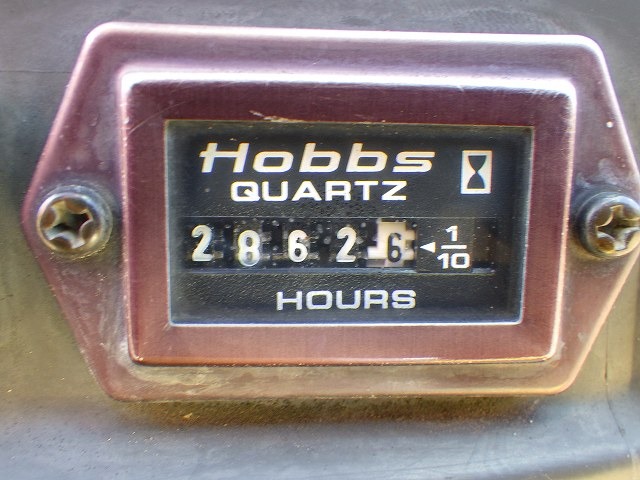 Hobbs
QUARTZ
28626 ◄ 1/10
HOURS